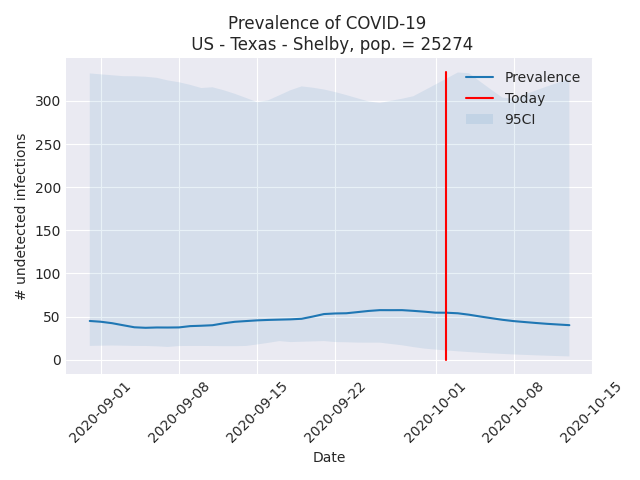 Prevalence of COVID-19
US - Texas - Shelby, pop. = 25274
Prevalence
Today
95CI
# undetected infections
300
250
200
150
100
50
0
2020-09-01
2020-09-08
2020-09-15
2020-09-22
2020-10-01
2020-10-08
2020-10-15
Date